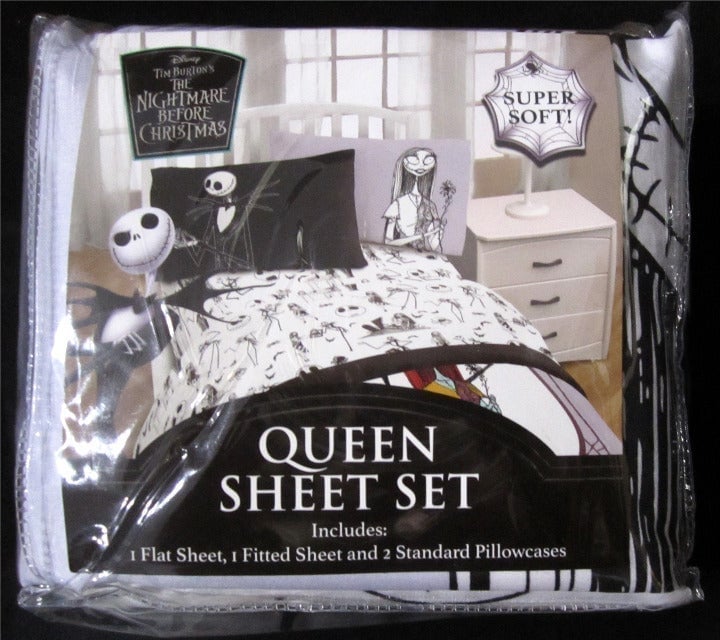 Disney
TIM BURTON'S
THE
NIGHTMARE
BEFORE
CHRISTMAS
SUPER
SOFT!
QUEEN
SHEET SET
Includes:
1 Flat Sheet, 1 Fitted Sheet and 2 Standard Pillowcases